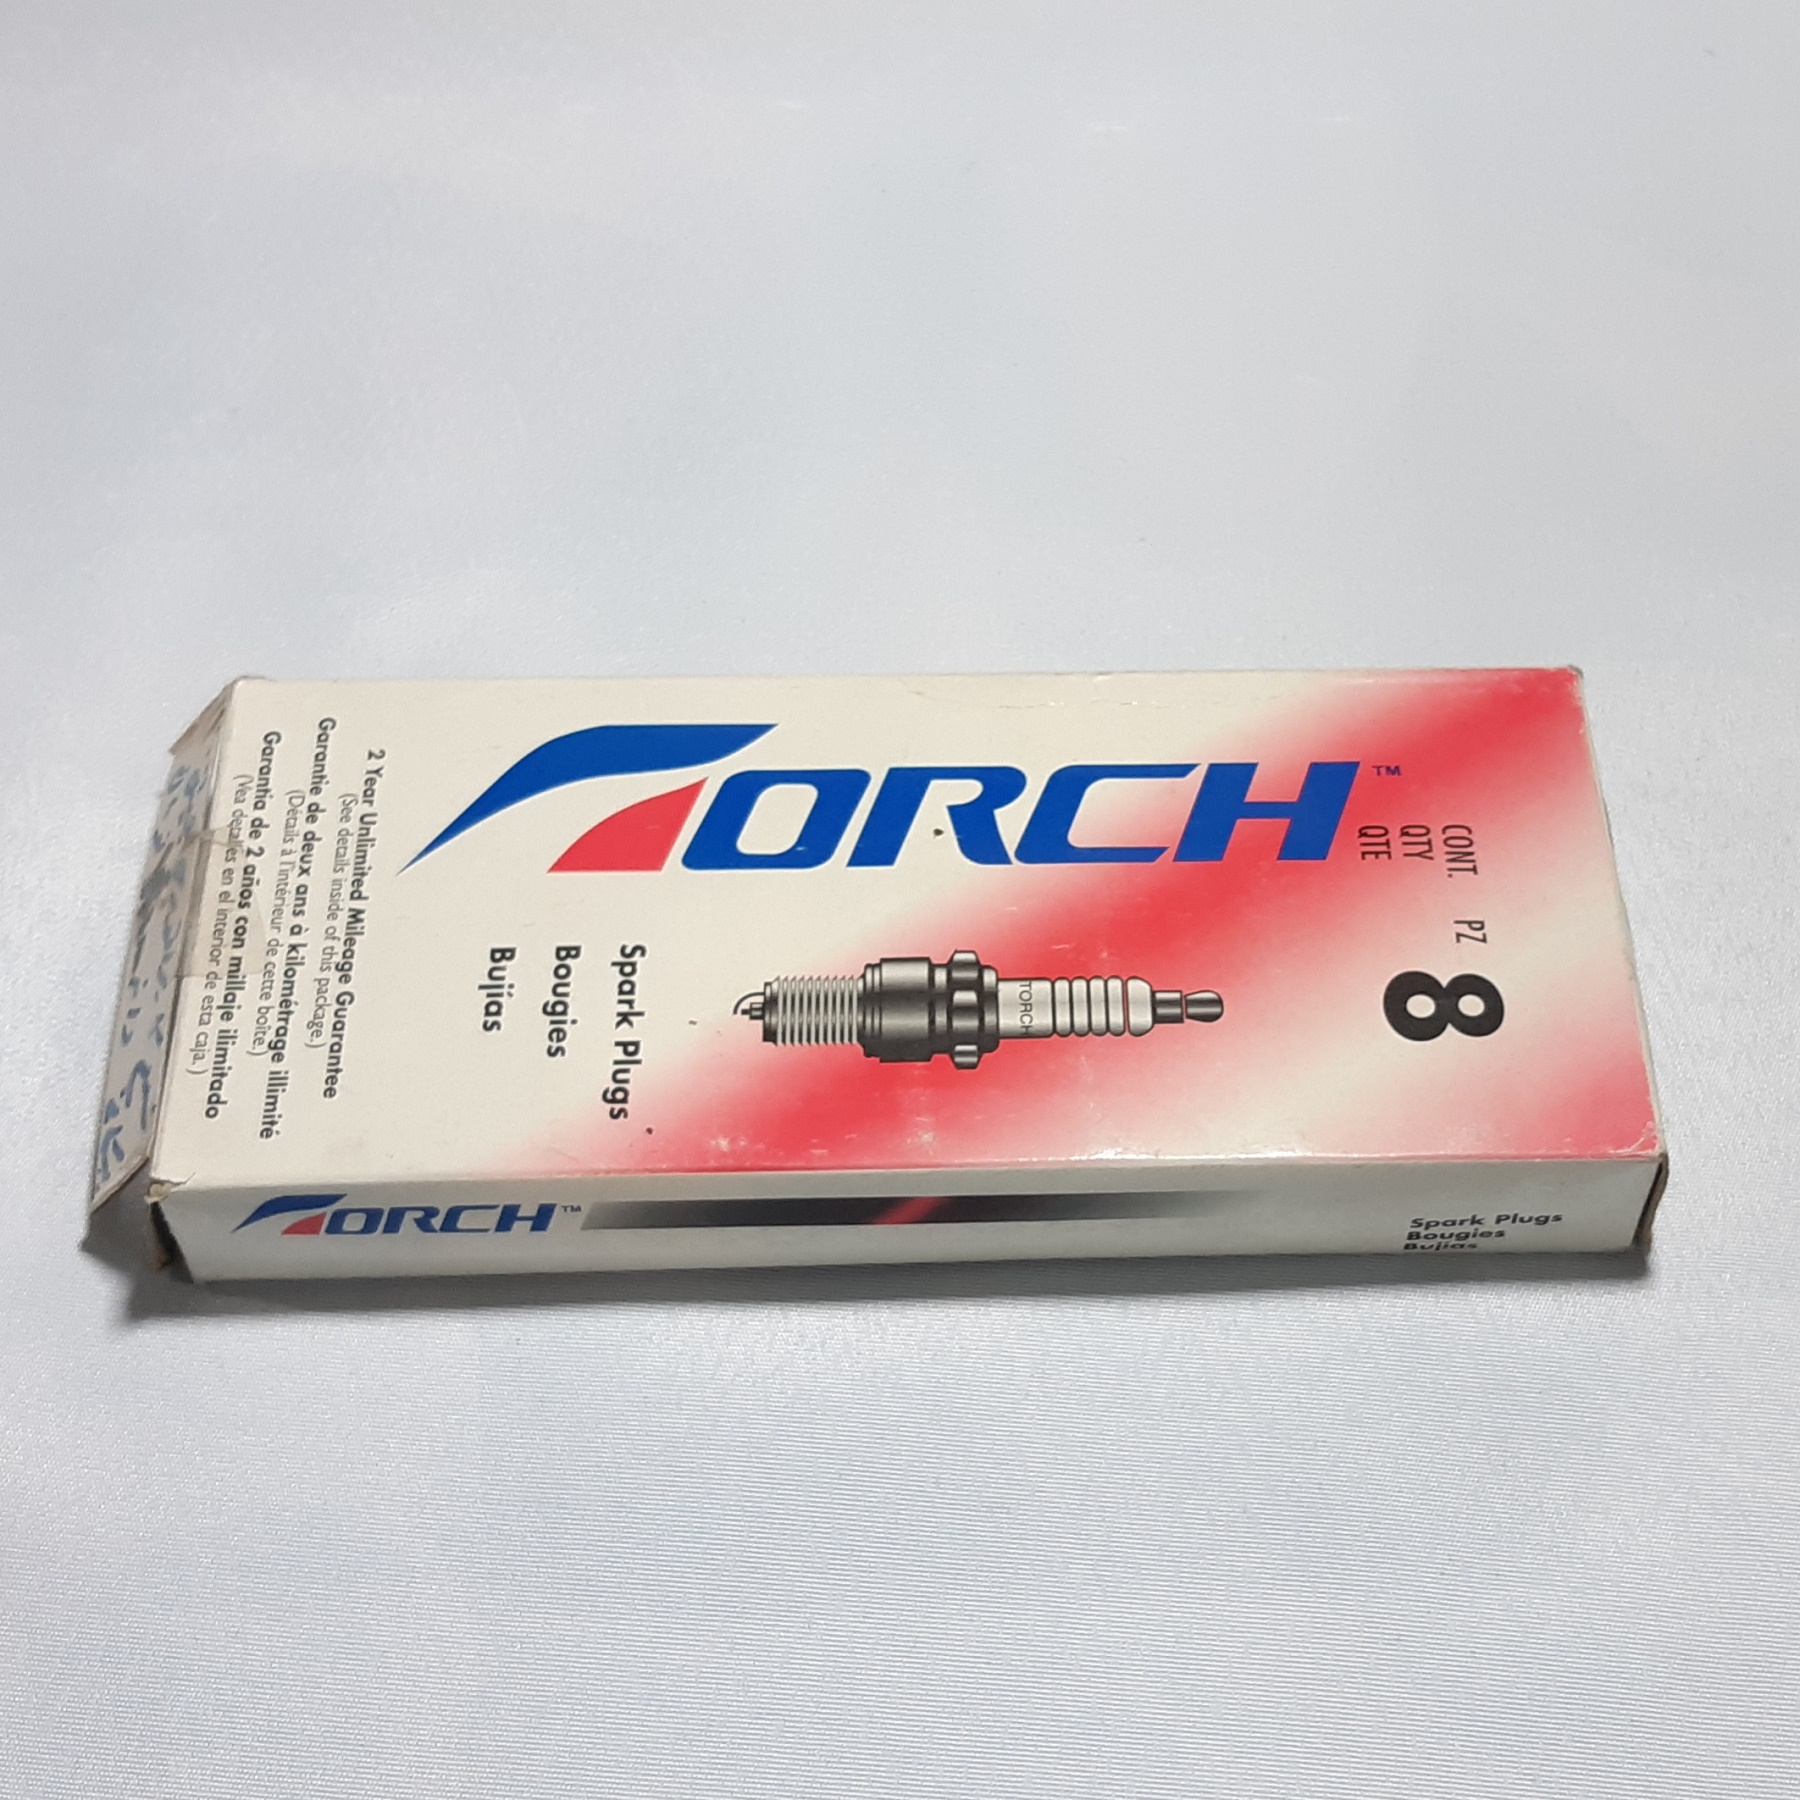 TORCH™
CONT.
QTY PZ 8
QTE
TORCH
Spark Plugs
Bougies
Bujías
2 Year Unlimited Mileage Guarantee
(See details inside of this package.)
Garantie de deux ans à kilométrage illimité
(Détails à l'intérieur de cette boîte.)
Garantía de 2 años con millaje ilimitado
(Vea detalles en el interior de esta caja.)
TORCH™
Spark Plugs
Bougies
Bujías